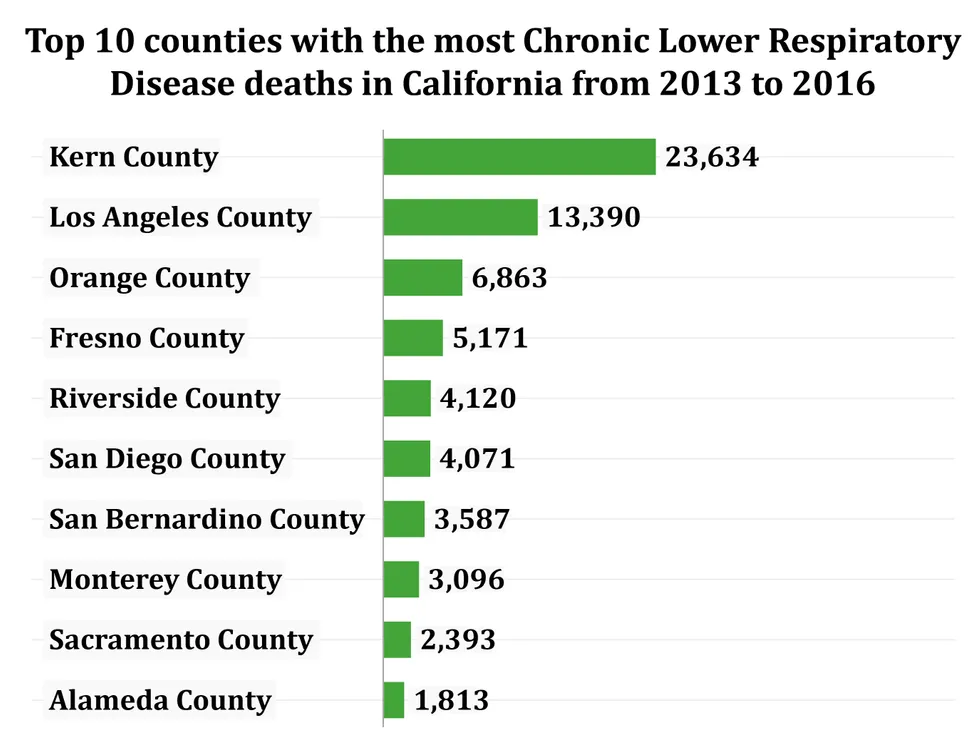 Top 10 counties with the most Chronic Lower Respiratory
Disease deaths in California from 2013 to 2016
Kern County 23,634
Los Angeles County 13,390
Orange County 6,863
Fresno County 5,171
Riverside County 4,120
San Diego County 4,071
San Bernardino County 3,587
Monterey County 3,096
Sacramento County 2,393
Alameda County 1,813